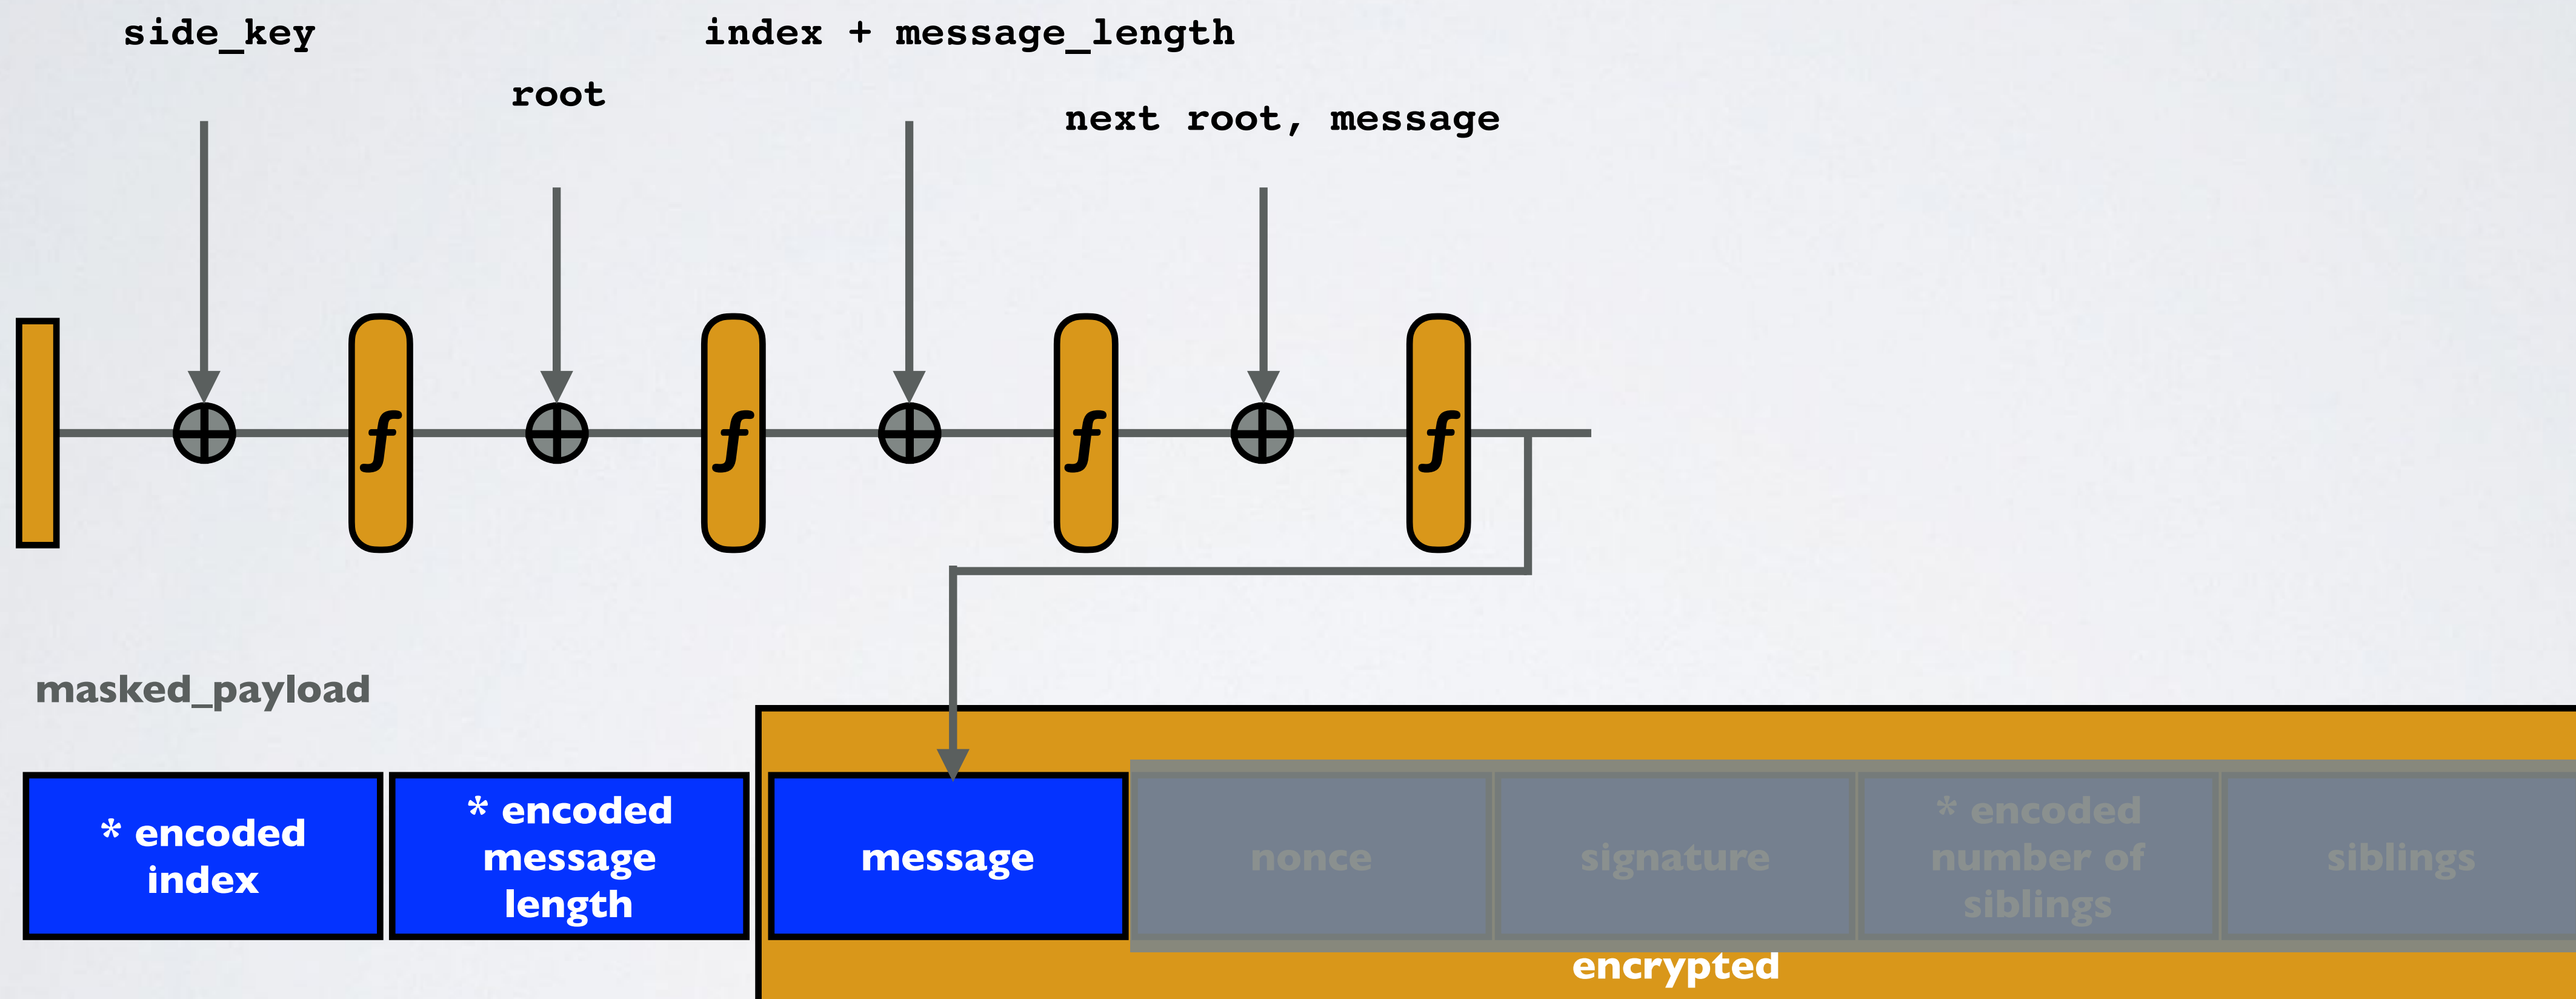 side_key
index + message_length
root
next root, message
f
f
f
f
masked_payload
* encoded
index
* encoded
message
length
message
nonce
signature
* encoded
number of
siblings
siblings
encrypted